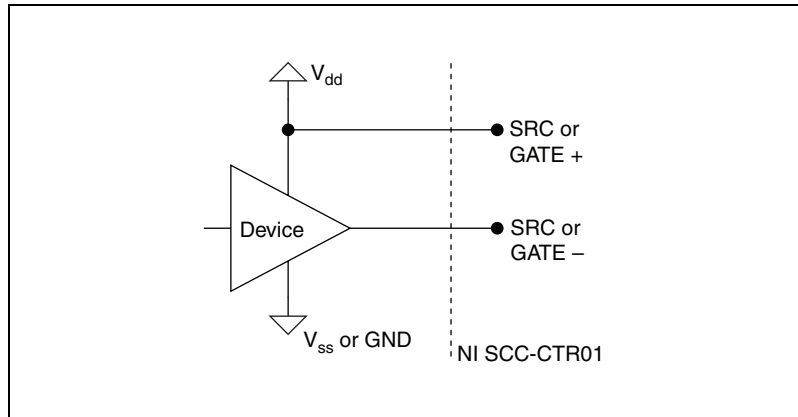 Vdd
SRC or
GATE +
Device
SRC or
GATE –
Vss or GND
NI SCC-CTR01